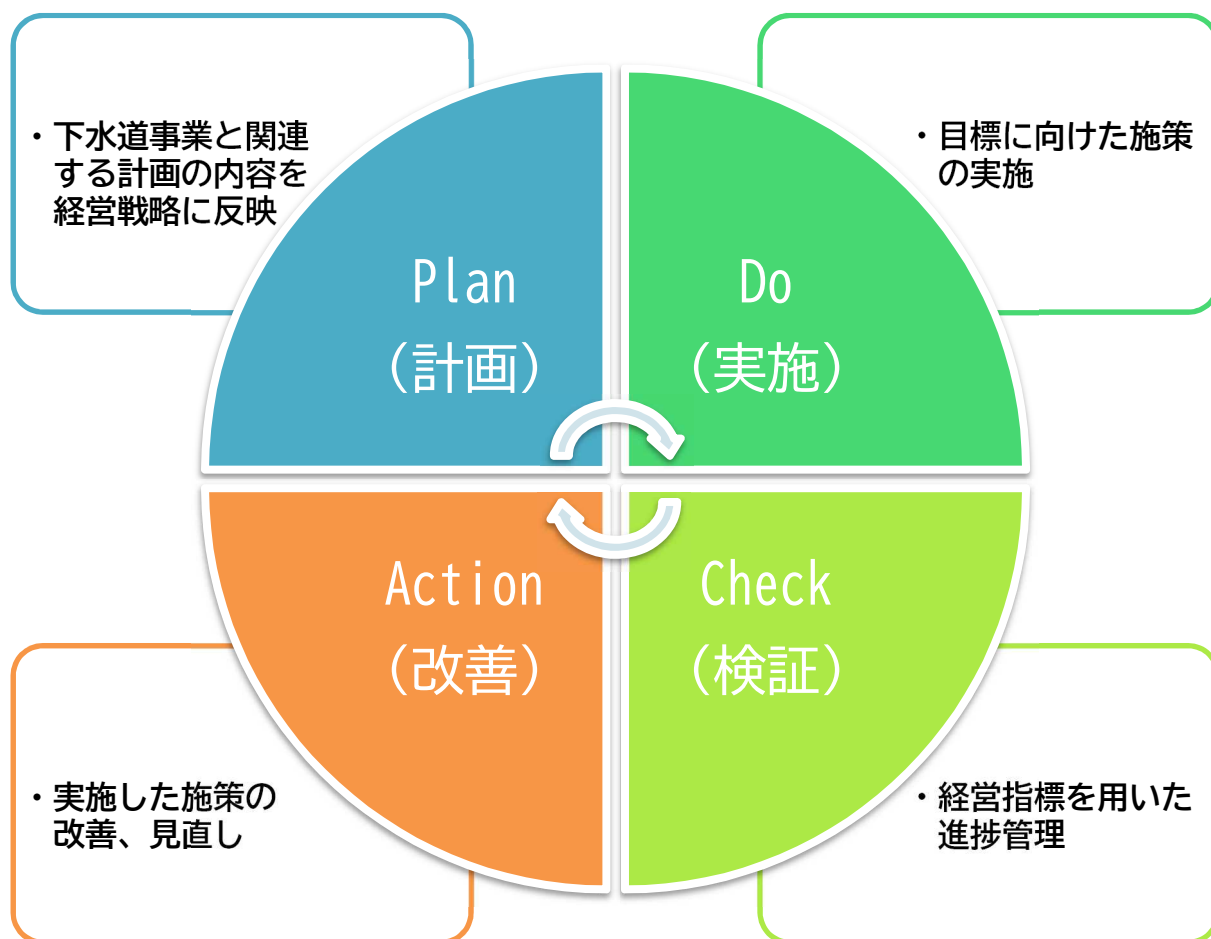 ・下水道事業と関連
する計画の内容を
経営戦略に反映
・目標に向けた施策
の実施
Plan
（計画）
Do
（実施）
Action
（改善）
Check
（検証）
・実施した施策の
改善、見直し
・経営指標を用いた
進捗管理